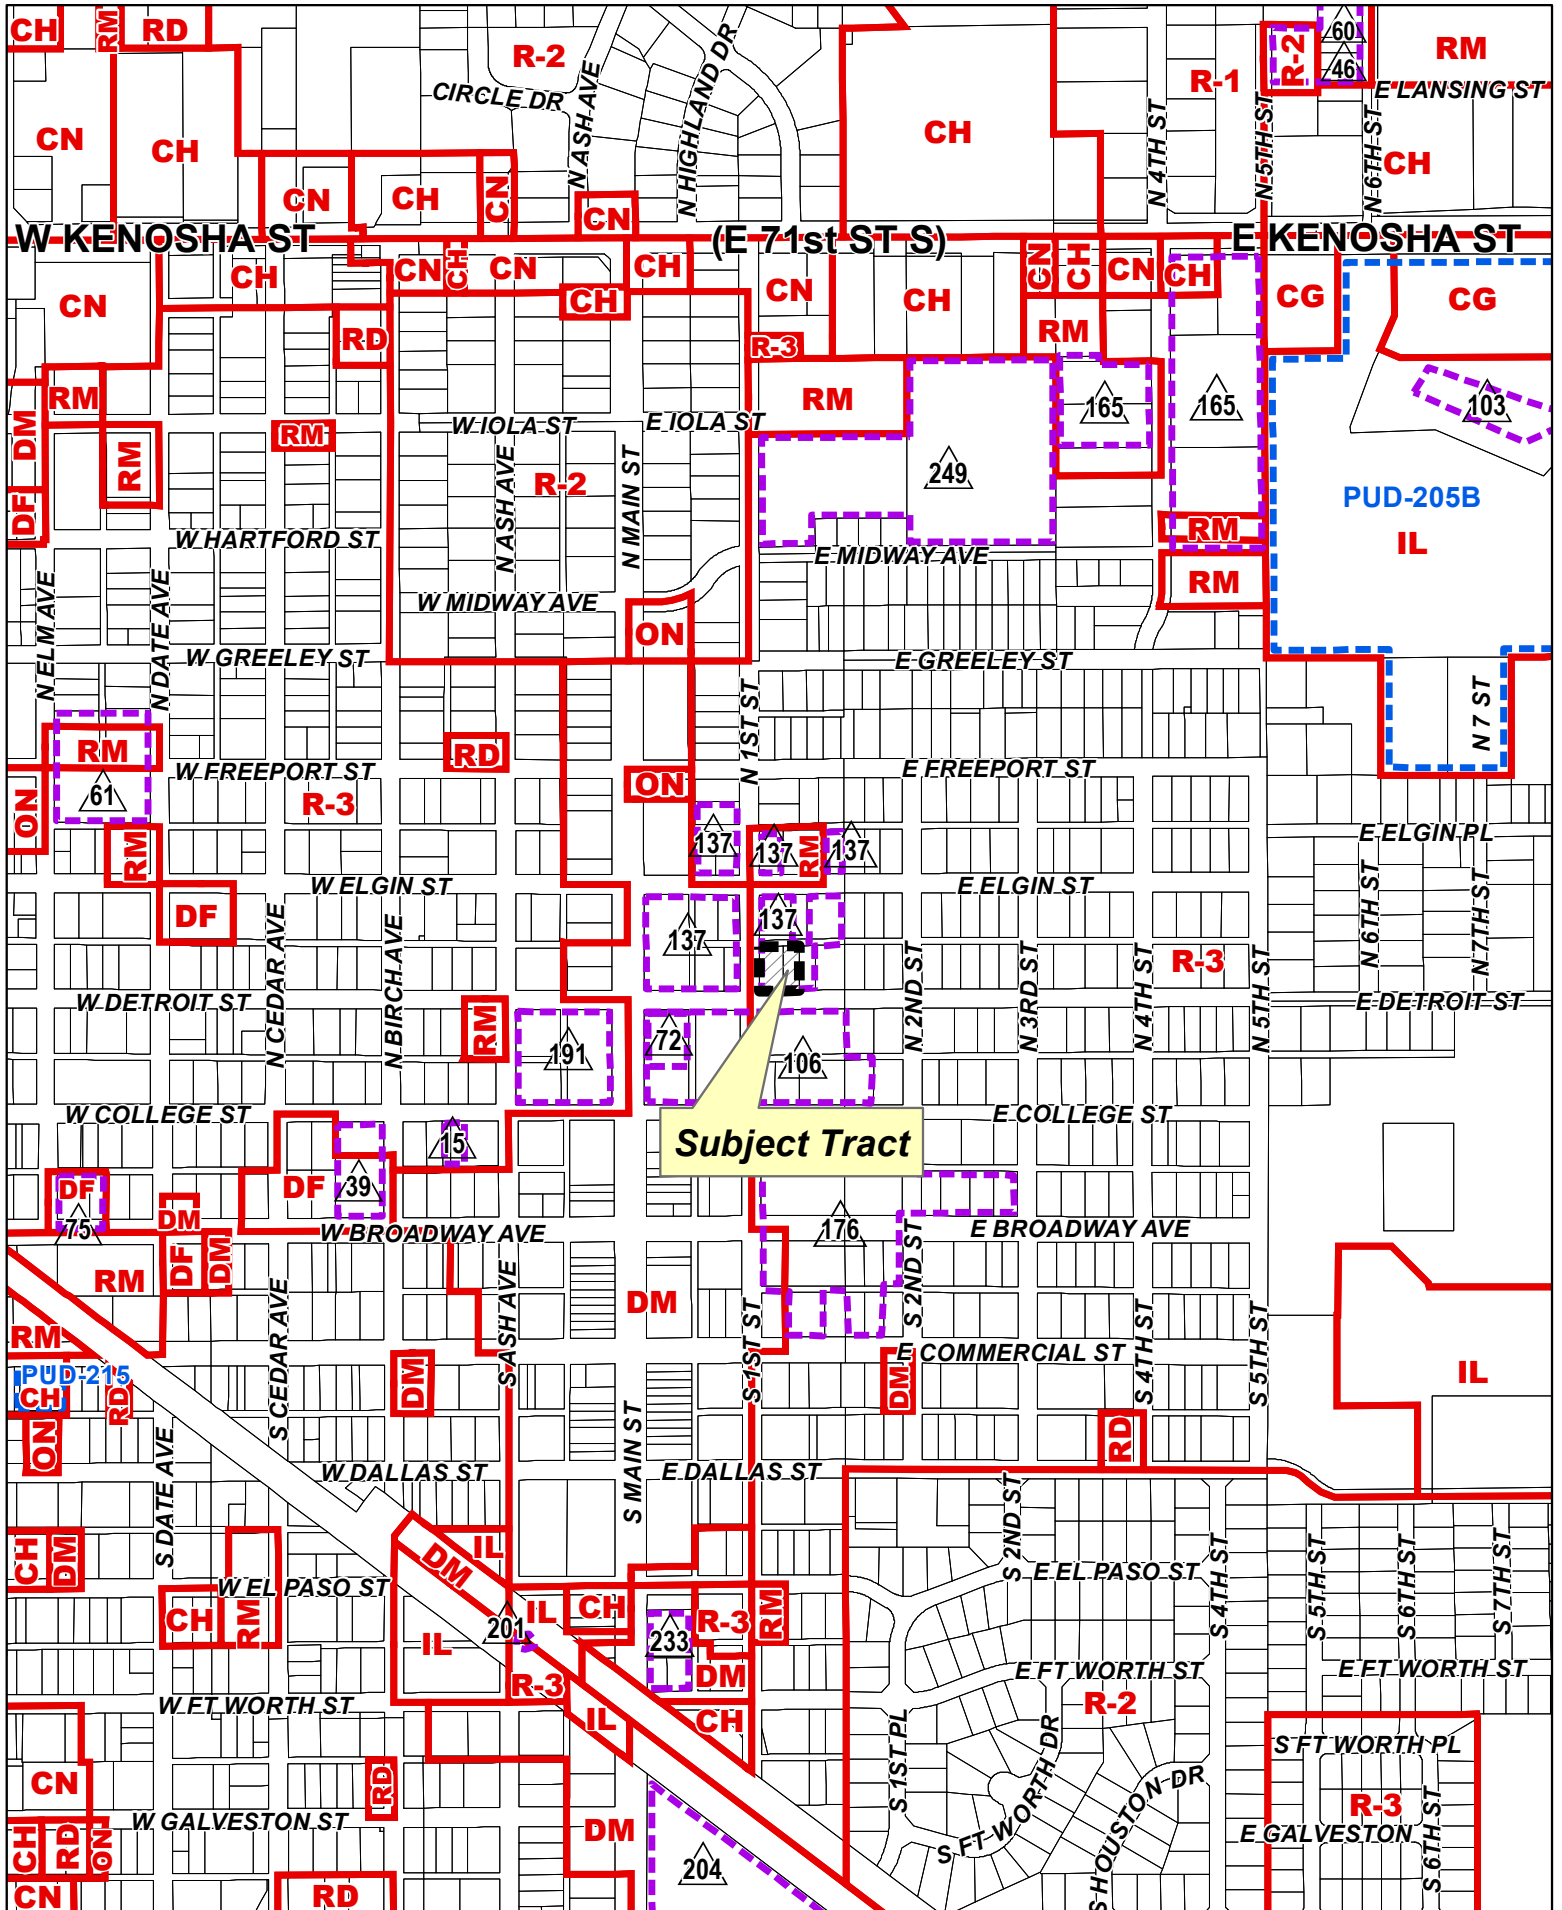 CH
RM
RD
R-2
60
46
RM
R-2
R-1
CIRCLE DR
N ASH AVE
N HIGHLAND DR
E LANSING ST
CN
CH
CH
N 4TH ST
N 5TH ST
N 6TH ST
CH
CN
CH
CN
CN
W KENOSHA ST
(E 71st ST S)
E KENOSHA ST
CH
CN
CH
CN
CH
CN
CH
CN
CH
CN
CH
CN
CH
CG
CG
RD
R-3
RM
RM
RM
165
165
103
DM
RM
RM
W IOLA ST
E IOLA ST
N ASH AVE
R-2
N MAIN ST
249
PUD-205B
IL
DF
W HARTFORD ST
E MIDWAY AVE
RM
RM
N ELM AVE
N DATE AVE
W MIDWAY AVE
ON
W GREELEY ST
E GREELEY ST
N 1ST ST
N 7 ST
RM
RD
W FREEPORT ST
E FREEPORT ST
61
R-3
ON
ON
RM
137
137
RM
137
E ELGIN PL
W ELGIN ST
E ELGIN ST
DF
137
137
N CEDAR AVE
N BIRCH AVE
N 2ND ST
N 3RD ST
N 4TH ST
R-3
N 5TH ST
N 6TH ST
N 7TH ST
W DETROIT ST
E DETROIT ST
RM
191
72
106
W COLLEGE ST
E COLLEGE ST
15
Subject Tract
DF
75
DM
DF
39
176
W BROADWAY AVE
E BROADWAY AVE
RM
DF
DM
S CEDAR AVE
S ASH AVE
DM
S 1ST ST
S 2ND ST
S 4TH ST
S 5TH ST
RM
PUD-215
CH
RD
DM
E COMMERCIAL ST
DM
IL
ON
S DATE AVE
S MAIN ST
RD
W DALLAS ST
E DALLAS ST
S 2ND ST
CH
DM
DM
IL
S 4TH ST
S 5TH ST
S 6TH ST
S 7TH ST
W EL PASO ST
E EL PASO ST
CH
RM
201
IL
CH
233
R-3
RM
IL
R-3
DM
E FT WORTH ST
E FT WORTH ST
W FT WORTH ST
IL
CH
S 1ST PL
R-2
S FT WORTH DR
S HOUSTON DR
S FT WORTH PL
CN
RD
R-3
S 6TH ST
W GALVESTON ST
E GALVESTON
CH
RD
ON
DM
204
CN
RD